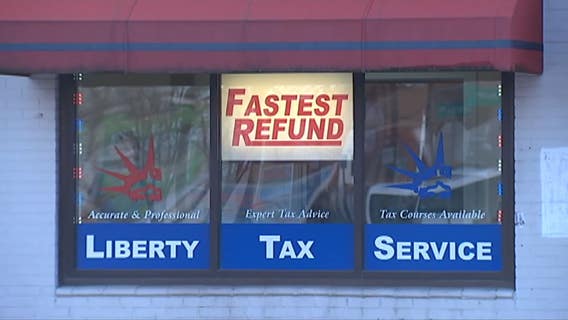 FASTEST
REFUND
Accurate & Professional
Expert Tax Advice
Tax Courses Available
LIBERTY
TAX
SERVICE